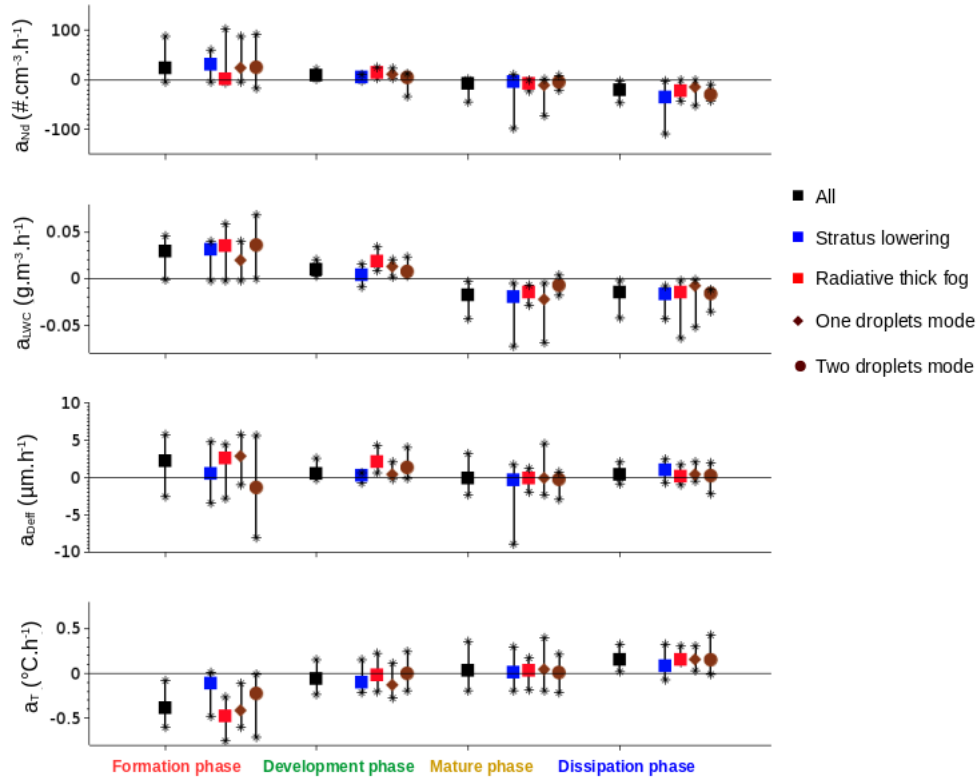 100
0
-100
aNd (#.cm-3.h-1)
0.05
0
-0.05
aLWC (g.m-3.h-1)
10
5
0
-5
-10
aDeff (μm.h-1)
0.5
0
-0.5
aT (°C.h-1)
Formation phase Development phase Mature phase Dissipation phase
All
Stratus lowering
Radiative thick fog
One droplets mode
Two droplets mode